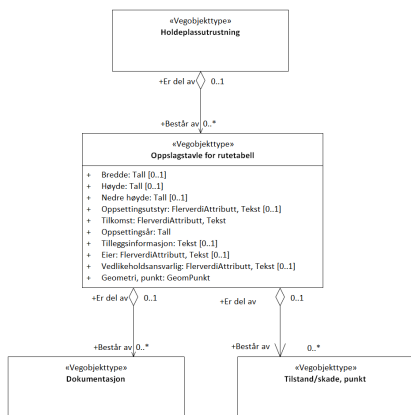 «Vegobjekttype»
Holdeplassutrustning
+Er del av 0..1
+Består av 0..*
«Vegobjekttype»
Oppslagstavle for rutetabell
+ Bredde: Tall [0..1]
+ Høyde: Tall [0..1]
+ Nedre høyde: Tall [0..1]
+ Oppsettingsutstyr: FlerverdiAttributt, Tekst [0..1]
+ Tilkomst: FlerverdiAttributt, Tekst
+ Oppsettingsår: Tall
+ Tilleggsinformasjon: Tekst [0..1]
+ Eier: FlerverdiAttributt, Tekst [0..1]
+ Vedlikeholdsansvarlig: FlerverdiAttributt, Tekst [0..1]
+ Geometri, punkt: GeomPunkt
+Er del av 0..1 +Er del av 0..1
+Består av 0..* +Består av 0..*
«Vegobjekttype»
Dokumentasjon
«Vegobjekttype»
Tilstand/skade, punkt